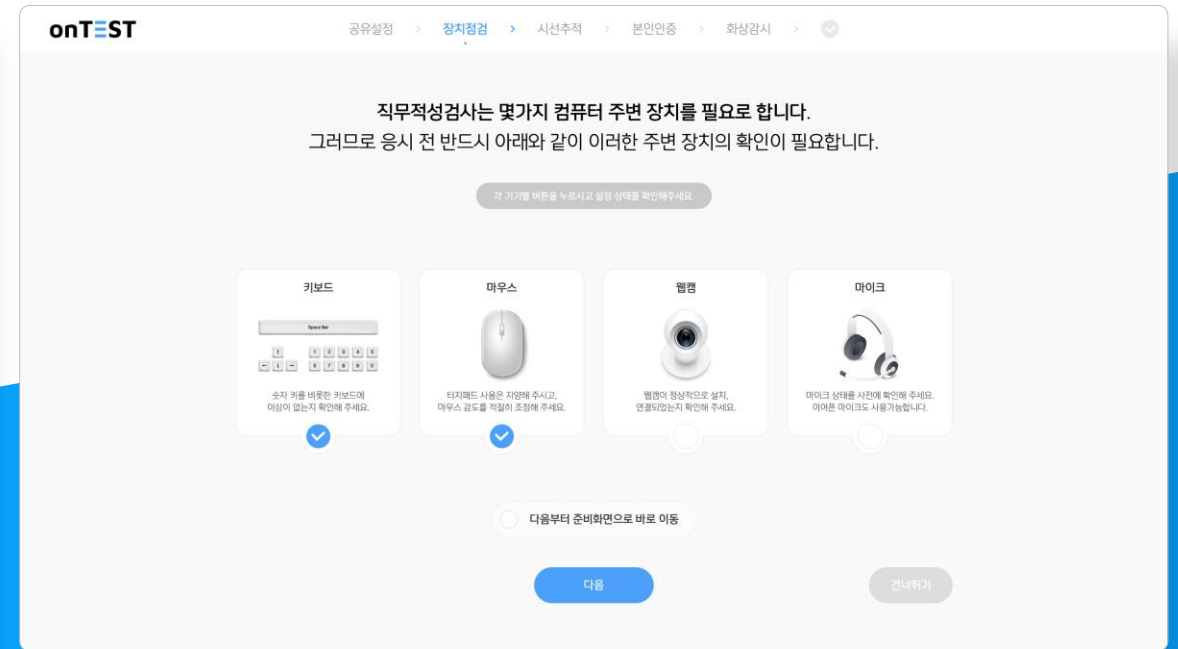 onTEST
공유설정 > 장치점검 > 시선추적 > 본인인증 > 화상감시 >
직무적성검사는 몇가지 컴퓨터 주변 장치를 필요로 합니다.
그러므로 응시 전 반드시 아래와 같이 이러한 주변 장치의 확인이 필요합니다.
각 기기별 버튼을 누르시고 설정 상태를 확인해주세요.
키보드
Space Bar
↑ 1 2 3 4 5
← ↓ → 6 7 8 9 0
숫자 키를 비롯한 키보드에
이상이 없는지 확인해 주세요.
마우스
터치패드 사용은 지양해 주시고,
마우스 감도를 적절히 조정해 주세요.
웹캠
웹캠이 정상적으로 설치,
연결되었는지 확인해 주세요.
마이크
마이크 상태를 사전에 확인해 주세요.
이어폰 마이크도 사용가능합니다.
다음부터 준비화면으로 바로 이동
다음
건너뛰기